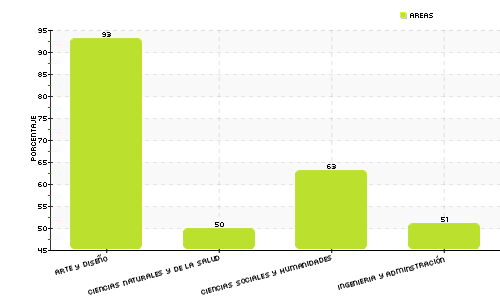 AREAS
PORCENTAJE
95
90
85
80
75
70
65
60
55
50
45
93
50
63
51
ARTE Y DISEÑO
CIENCIAS NATURALES Y DE LA SALUD
CIENCIAS SOCIALES Y HUMANIDADES
INGENIERIA Y ADMINSTRACIÓN